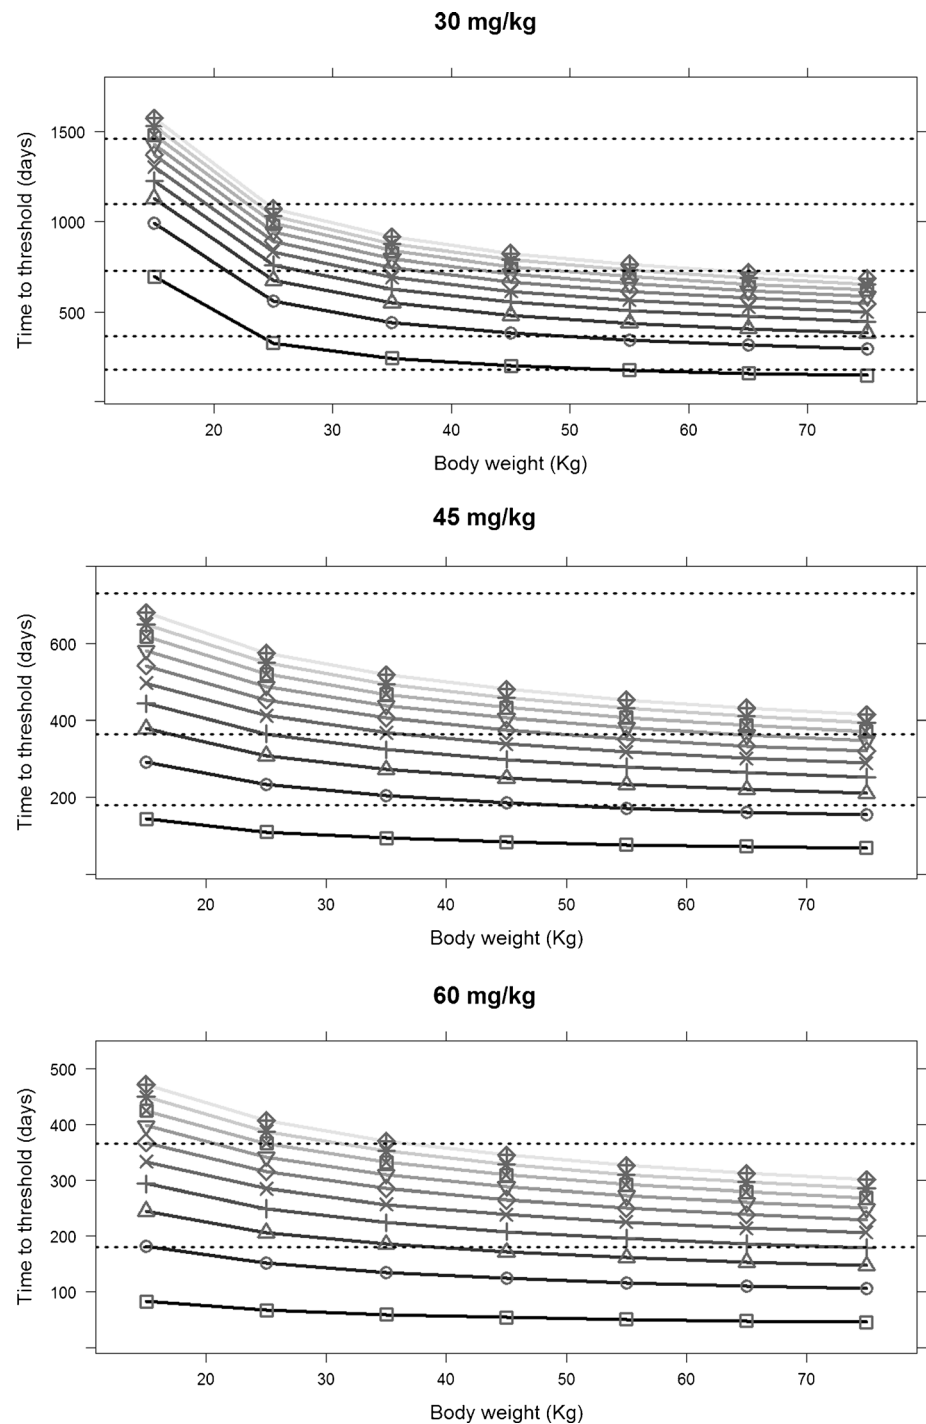 30 mg/kg
Time to threshold (days)
1500
1000
500
20 30 40 50 60 70
Body weight (Kg)
45 mg/kg
Time to threshold (days)
600
400
200
20 30 40 50 60 70
Body weight (Kg)
60 mg/kg
Time to threshold (days)
500
400
300
200
100
20 30 40 50 60 70
Body weight (Kg)